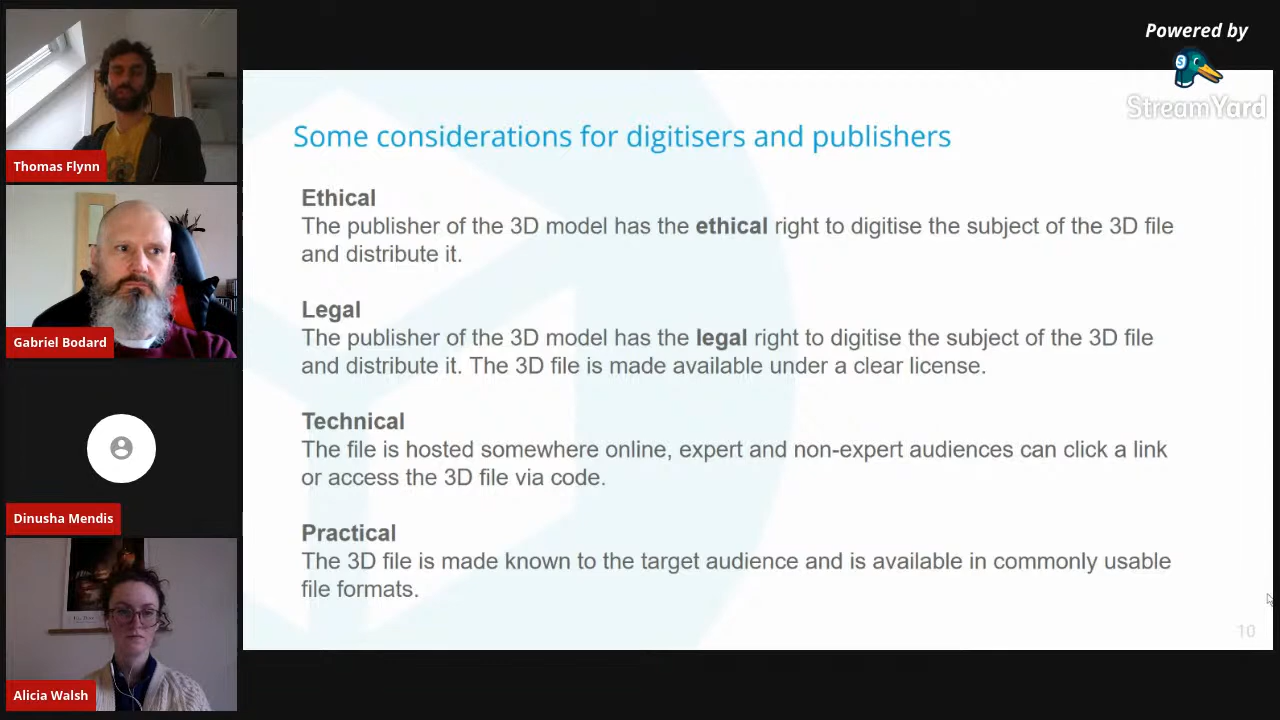 Powered by
StreamYard
Thomas Flynn
Gabriel Bodard
Dinusha Mendis
Alicia Walsh
Some considerations for digitisers and publishers
Ethical
The publisher of the 3D model has the ethical right to digitise the subject of the 3D file
and distribute it.
Legal
The publisher of the 3D model has the legal right to digitise the subject of the 3D file
and distribute it. The 3D file is made available under a clear license.
Technical
The file is hosted somewhere online, expert and non-expert audiences can click a link
or access the 3D file via code.
Practical
The 3D file is made known to the target audience and is available in commonly usable
file formats.
10